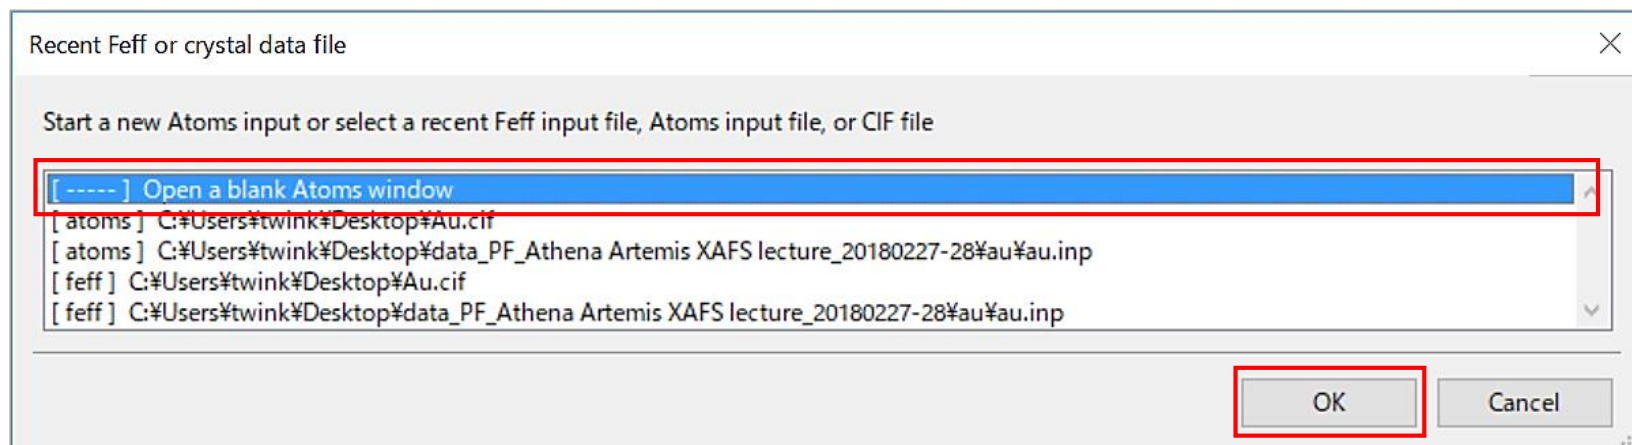 Recent Feff or crystal data file
Start a new Atoms input or select a recent Feff input file, Atoms input file, or CIF file
[ ----- ]  Open a blank Atoms window
[ atoms ]  C:¥Users¥twink¥Desktop¥Au.cif
[ atoms ]  C:¥Users¥twink¥Desktop¥data_PF_Athena Artemis XAFS lecture_20180227-28¥au¥au.inp
[ feff ]  C:¥Users¥twink¥Desktop¥Au.cif
[ feff ]  C:¥Users¥twink¥Desktop¥data_PF_Athena Artemis XAFS lecture_20180227-28¥au¥au.inp
OK Cancel